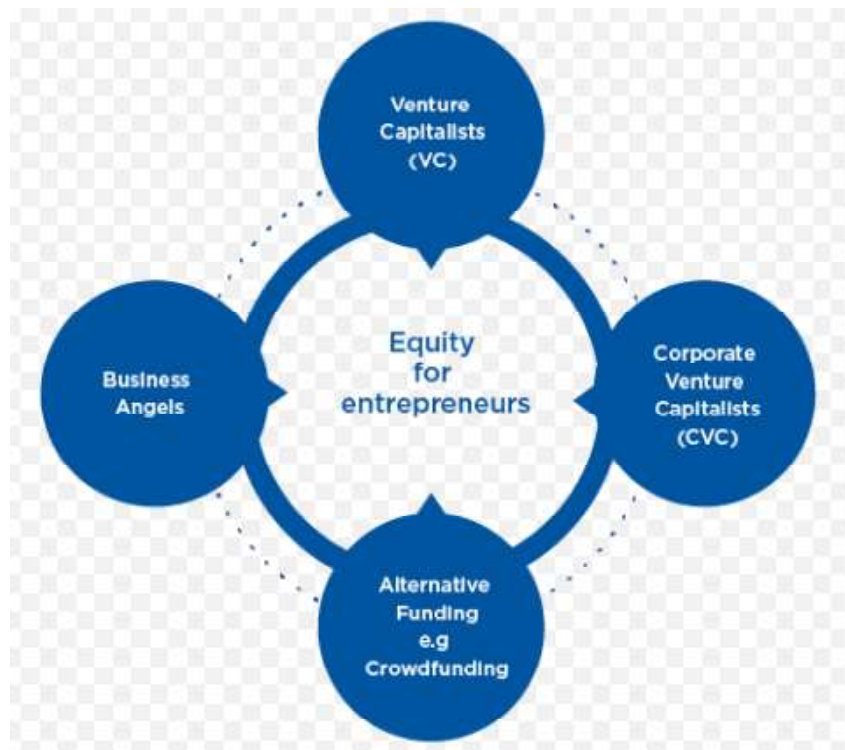 Venture
Capitalists
(VC)
Business
Angels
Equity
for
entrepreneurs
Corporate
Venture
Capitalists
(CVC)
Alternative
Funding
e.g
Crowdfunding